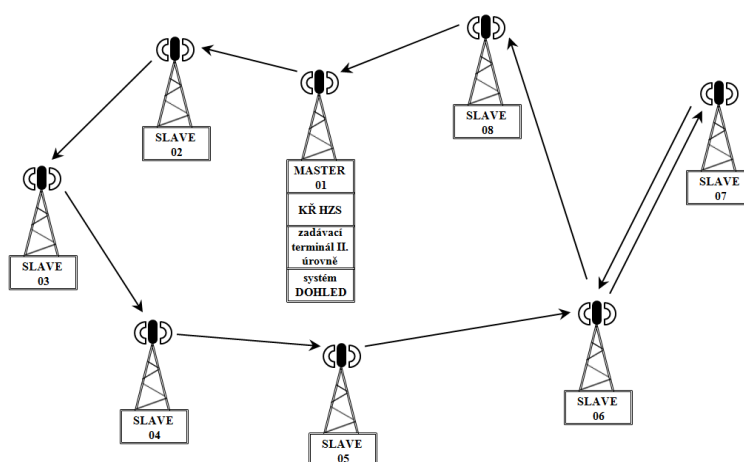 SLAVE
08
SLAVE
02
MASTER
01
KŘ HZS
zadávací
terminál II.
úrovně
systém
DOHLED
SLAVE
07
SLAVE
03
SLAVE
06
SLAVE
04
SLAVE
05